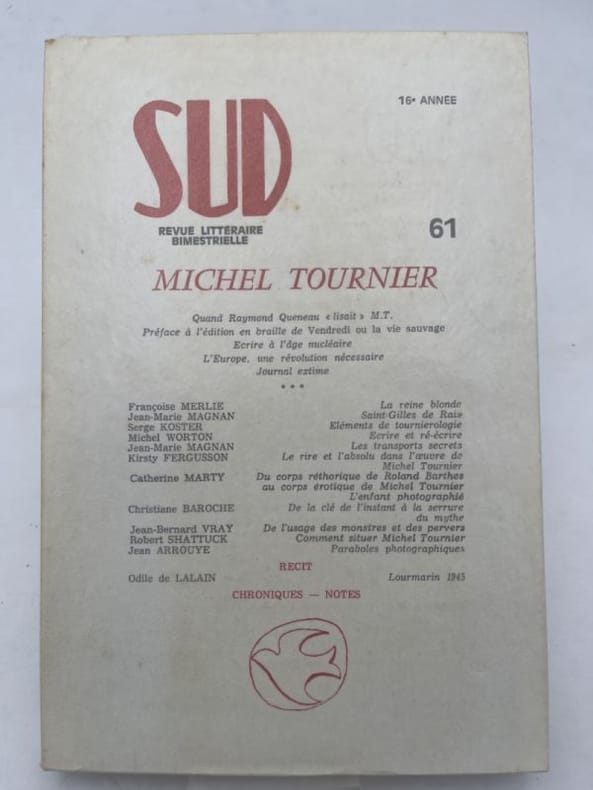 16e ANNÉE
SUD
REVUE LITTÉRAIRE
BIMESTRIELLE
61
MICHEL TOURNIER
Quand Raymond Queneau « lisait » M.T.
Préface à l'édition en braille de Vendredi ou la vie sauvage
Ecrire à l'âge nucléaire
L'Europe, une révolution nécessaire
Journal extime
* * *
Françoise MERLIE La reine blonde
Jean-Marie MAGNAN Saint-Gilles de Rais
Serge KOSTER Eléments de tournierologie
Michel WORTON Ecrire et ré-écrire
Jean-Marie MAGNAN Les transports secrets
Kirsty FERGUSSON Le rire et l'absolu dans l'œuvre de
Michel Tournier
Catherine MARTY Du corps réthorique de Roland Barthes
au corps érotique de Michel Tournier
L'enfant photographié
Christiane BAROCHE De la clé de l'instant à la serrure
du mythe
Jean-Bernard VRAY De l'usage des monstres et des pervers
Robert SHATTUCK Comment situer Michel Tournier
Jean ARROUYE Paraboles photographiques
RECIT
Odile de LALAIN Lourmarin 1945
CHRONIQUES — NOTES